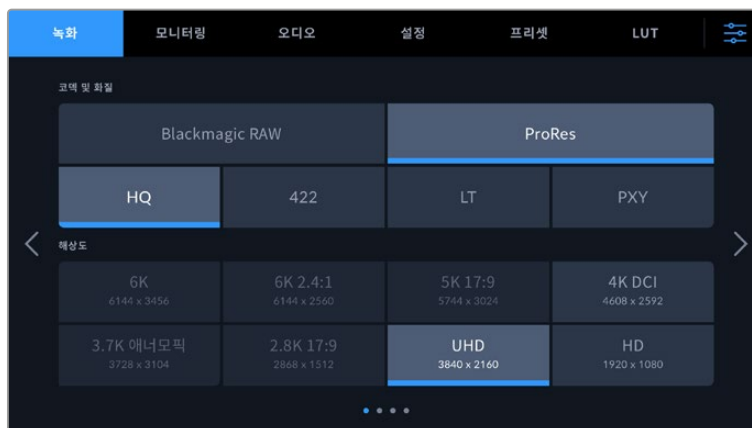 녹화 모니터링 오디오 설정 프리셋 LUT
코덱 및 화질
Blackmagic RAW ProRes
HQ 422 LT PXY
해상도
6K 6K 2.4:1 5K 17:9 4K DCI
6144 x 3456 6144 x 2560 5744 x 3024 4608 x 2592
3.7K 애너모픽 2.8K 17:9 UHD HD
3728 x 3104 2868 x 1512 3840 x 2160 1920 x 1080